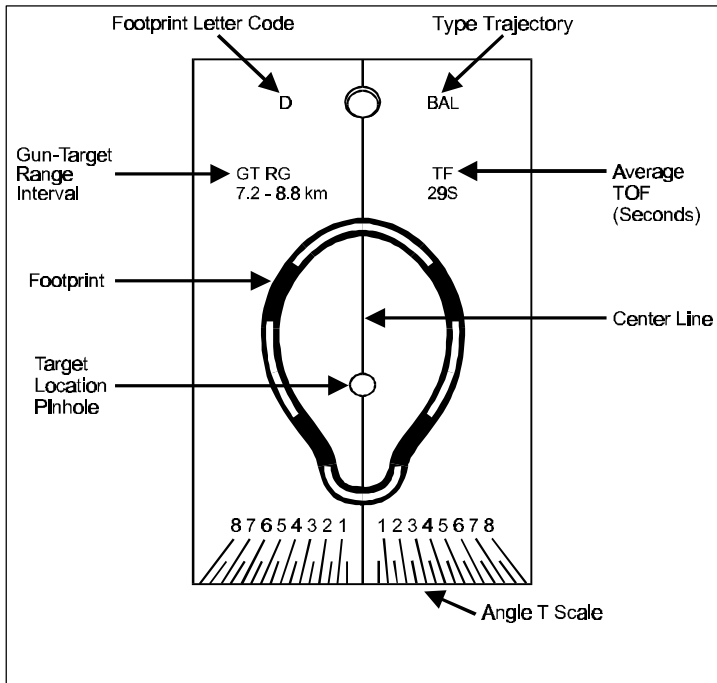 Footprint Letter Code
Type Trajectory
D
BAL
Gun-Target
Range
Interval
GT RG
7.2 - 8.8 km
TF
29S
Average
TOF
(Seconds)
Footprint
Center Line
Target
Location
Pinhole
8 7 6 5 4 3 2 1 1 2 3 4 5 6 7 8
Angle T Scale